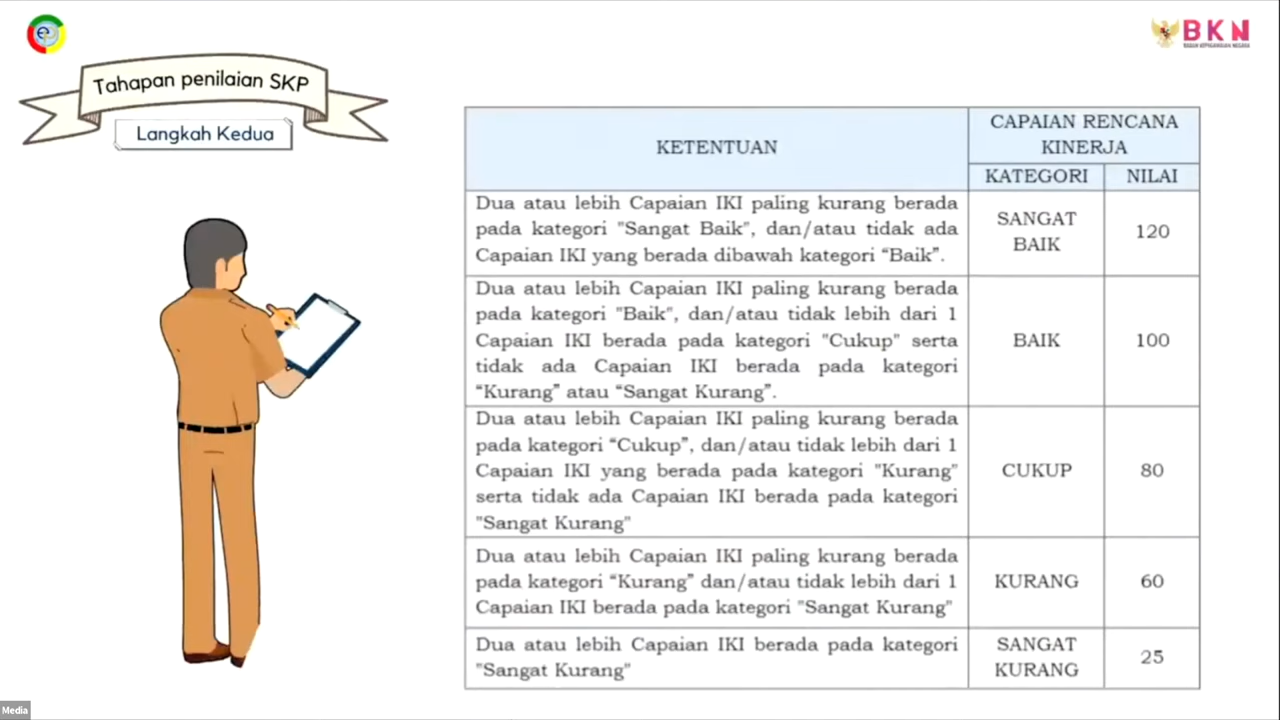 BKN
BADAN KEPEGAWAIAN NEGARA
Tahapan penilaian SKP
Langkah Kedua
KETENTUAN
CAPAIAN RENCANA
KINERJA
KATEGORI
NILAI
Dua atau lebih Capaian IKI paling kurang berada
pada kategori "Sangat Baik", dan/atau tidak ada
Capaian IKI yang berada dibawah kategori “Baik”.
SANGAT
BAIK
120
Dua atau lebih Capaian IKI paling kurang berada
pada kategori "Baik", dan/atau tidak lebih dari 1
Capaian IKI berada pada kategori "Cukup" serta
tidak ada Capaian IKI berada pada kategori
“Kurang” atau “Sangat Kurang”.
BAIK
100
Dua atau lebih Capaian IKI paling kurang berada
pada kategori “Cukup”, dan/atau tidak lebih dari 1
Capaian IKI yang berada pada kategori "Kurang"
serta tidak ada Capaian IKI berada pada kategori
"Sangat Kurang"
CUKUP
80
Dua atau lebih Capaian IKI paling kurang berada
pada kategori “Kurang” dan/atau tidak lebih dari 1
Capaian IKI berada pada kategori "Sangat Kurang"
KURANG
60
Dua atau lebih Capaian IKI berada pada kategori
"Sangat Kurang"
SANGAT
KURANG
25
Media